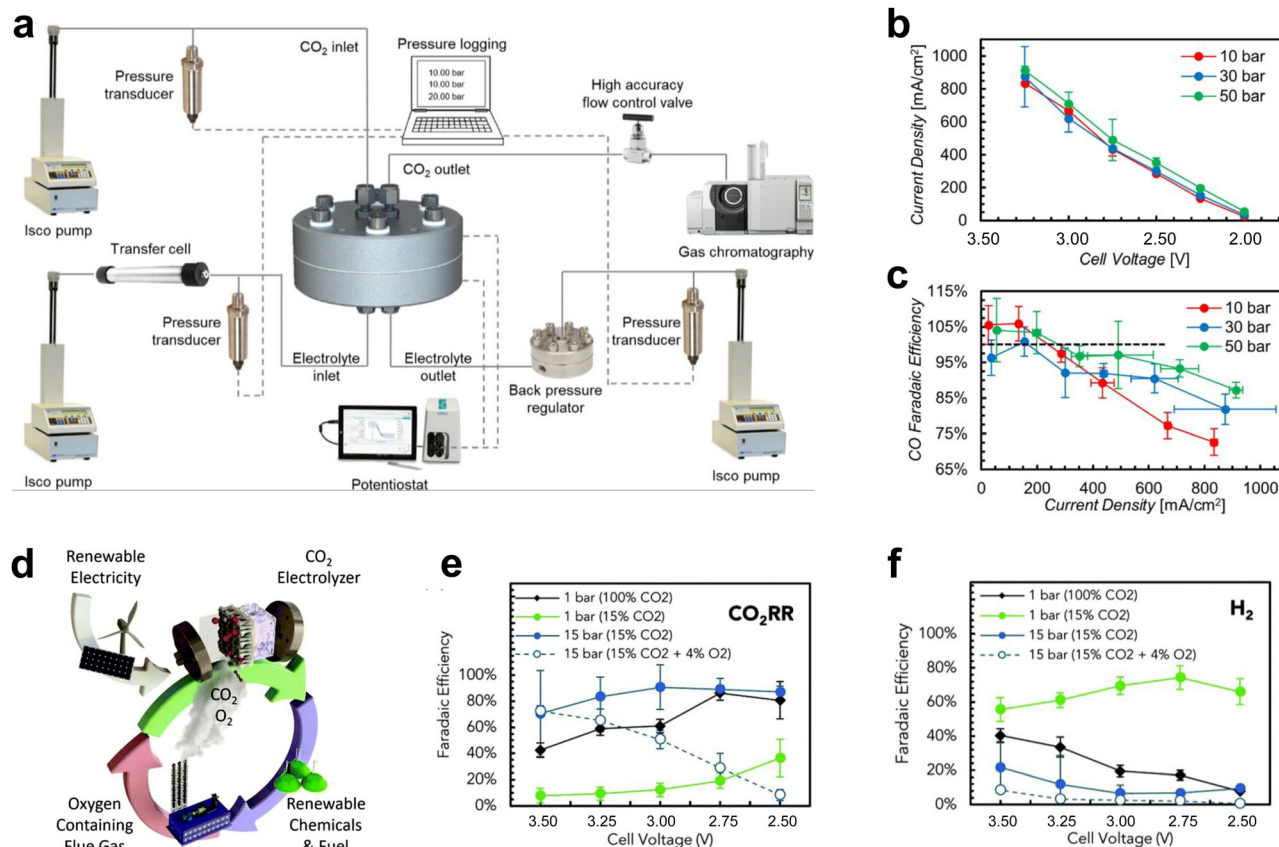 a
CO2 inlet
Pressure logging
10.00 bar
10.00 bar
20.00 bar
Pressure
transducer
High accuracy
flow control valve
CO2 outlet
Isco pump
Gas chromatography
Transfer cell
Pressure
transducer
Pressure
transducer
Electrolyte
inlet
Electrolyte
outlet
Back pressure
regulator
Isco pump
Potentiostat
Isco pump
b
Current Density [mA/cm2]
1000
800
600
400
200
0
10 bar
30 bar
50 bar
3.50 3.00 2.50 2.00
Cell Voltage [V]
c
CO Faradaic Efficiency
115%
105%
95%
85%
75%
65%
10 bar
30 bar
50 bar
0 200 400 600 800 1000
Current Density [mA/cm2]
d
Renewable
Electricity
CO2
Electrolyzer
CO2
O2
Oxygen
Containing
Flue Gas
Renewable
Chemicals
& Fuel
e
1 bar (100% CO2)
1 bar (15% CO2)
15 bar (15% CO2)
15 bar (15% CO2 + 4% O2)
CO2RR
Faradaic Efficiency
100%
80%
60%
40%
20%
0%
3.50 3.25 3.00 2.75 2.50
Cell Voltage (V)
f
1 bar (100% CO2)
1 bar (15% CO2)
15 bar (15% CO2)
15 bar (15% CO2 + 4% O2)
H2
Faradaic Efficiency
100%
80%
60%
40%
20%
0%
3.50 3.25 3.00 2.75 2.50
Cell Voltage (V)